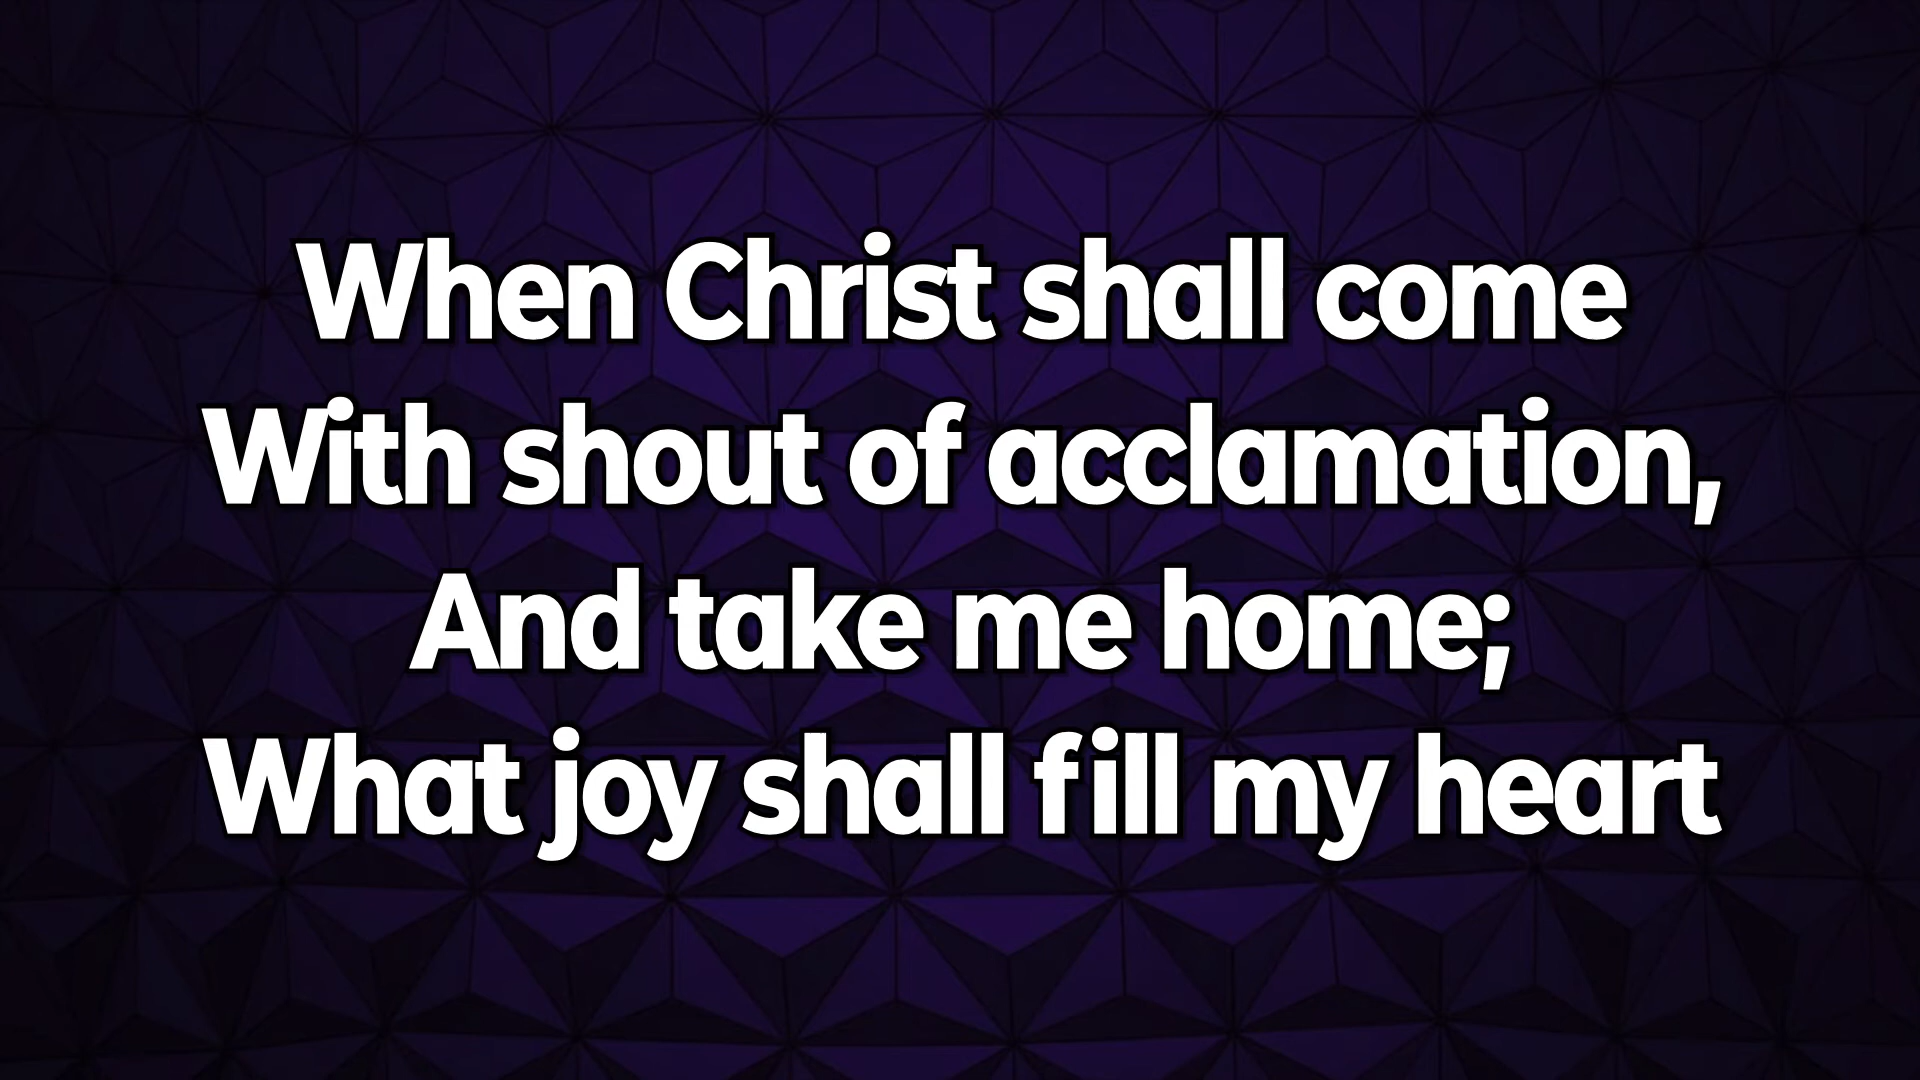 When Christ shall come
With shout of acclamation,
And take me home;
What joy shall fill my heart